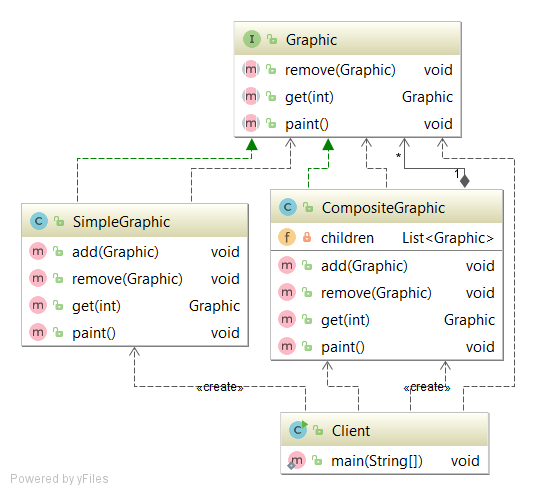 I Graphic
m remove(Graphic) void
m get(int) Graphic
m paint() void
*
1
C SimpleGraphic
m add(Graphic) void
m remove(Graphic) void
m get(int) Graphic
m paint() void
C CompositeGraphic
f children List<Graphic>
m add(Graphic) void
m remove(Graphic) void
m get(int) Graphic
m paint() void
«create»
«create»
C Client
m main(String[]) void
Powered by yFiles